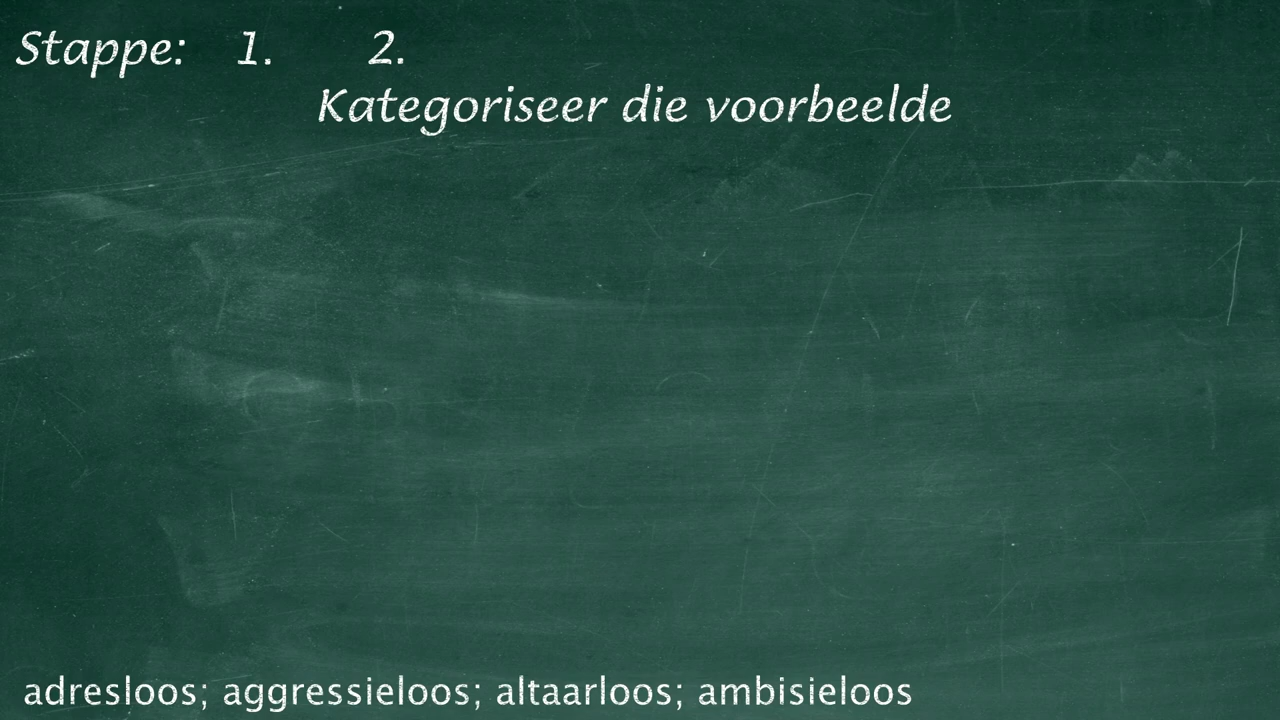 Stappe: 1. 2.
Kategoriseer die voorbeelde
adresloos; aggressieloos; altaarloos; ambisieloos